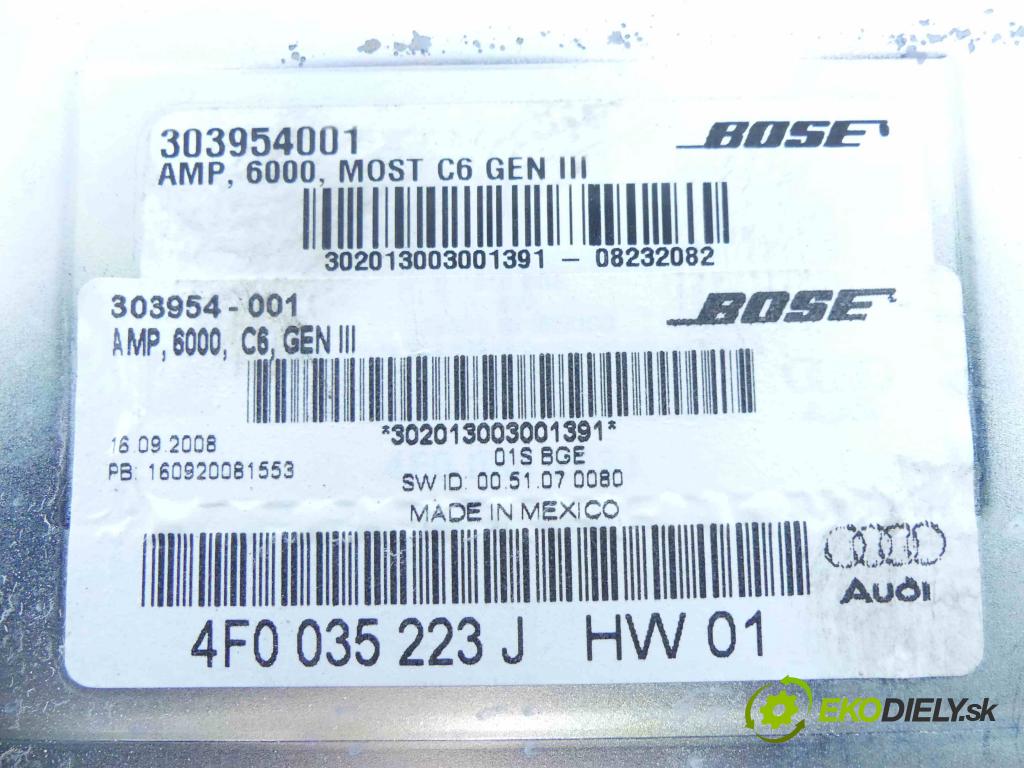 303954001
BOSE
AMP, 6000, MOST C6 GEN III
302013003001391 - 08232082
303954-001
BOSE
AMP, 6000, C6, GEN III
*302013003001391*
16.09.2008
01S BGE
PB: 160920081553
SW ID: 00.51.07 0080
MADE IN MEXICO
Audi
4F0 035 223 J HW 01
EKODIELY.sk